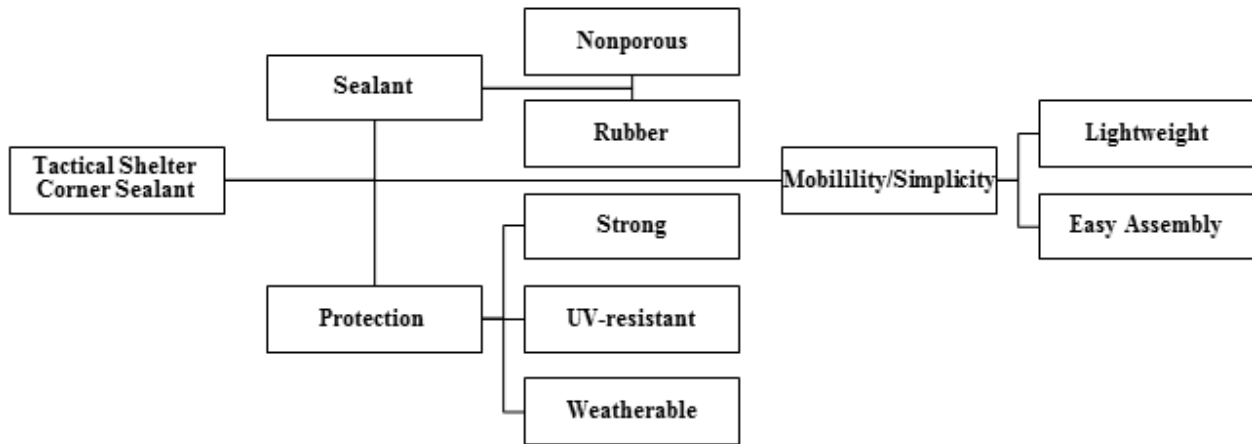 Nonporous
Sealant
Rubber
Lightweight
Tactical Shelter
Corner Sealant
Mobilility/Simplicity
Strong
Easy Assembly
Protection
UV-resistant
Weatherable